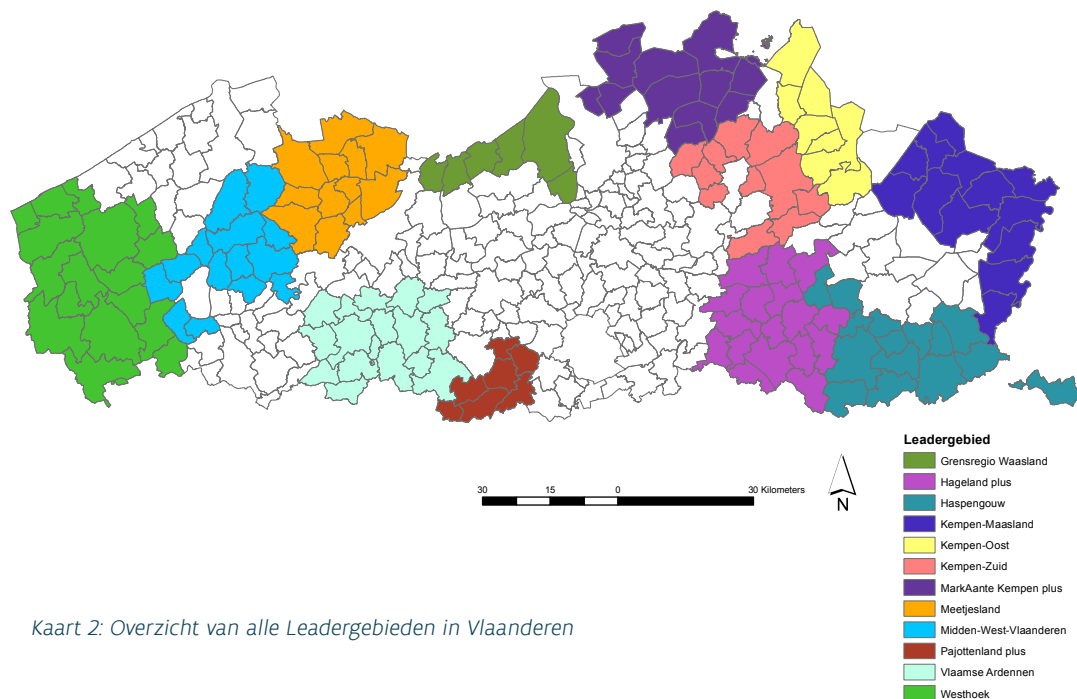 Leadergebied
Grensregio Waasland
Hageland plus
Haspengouw
Kempen-Maasland
Kempen-Oost
Kempen-Zuid
MarkAante Kempen plus
Meetjesland
Midden-West-Vlaanderen
Pajottenland plus
Vlaamse Ardennen
Westhoek
30 15 0 30 Kilometers
N
Kaart 2: Overzicht van alle Leadergebieden in Vlaanderen